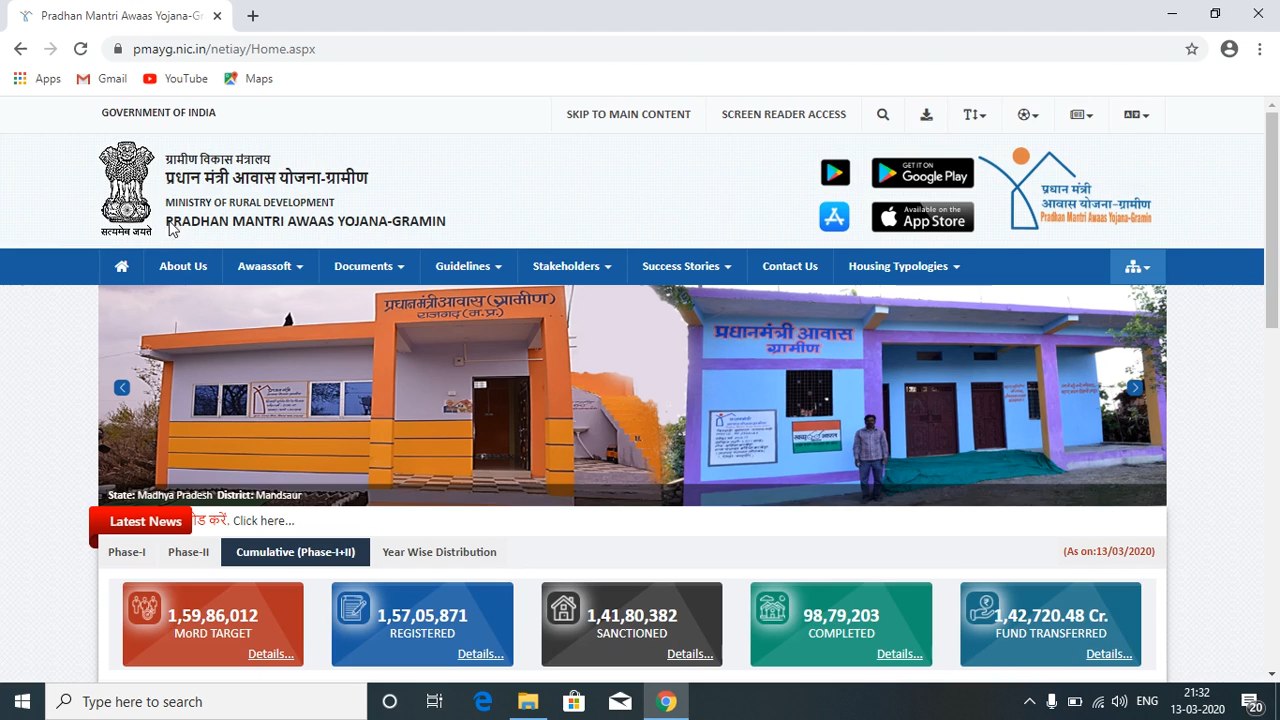 Pradhan Mantri Awaas Yojana-G
pmayg.nic.in/netiay/Home.aspx
Apps Gmail YouTube Maps
GOVERNMENT OF INDIA
SKIP TO MAIN CONTENT SCREEN READER ACCESS
ग्रामीण विकास मंत्रालय
प्रधान मंत्री आवास योजना-ग्रामीण
MINISTRY OF RURAL DEVELOPMENT
PRADHAN MANTRI AWAAS YOJANA-GRAMIN
सत्यमेव जयते
GET IT ON
Google Play
Available on the
App Store
प्रधान मंत्री
आवास योजना-ग्रामीण
Pradhan Mantri Awaas Yojana-Gramin
About Us Awaassoft Documents Guidelines Stakeholders Success Stories Contact Us Housing Typologies
प्रधानमंत्री आवास (ग्रामीण)
राजगढ़ (म.प्र.)
प्रधानमंत्री आवास
ग्रामीण
State: Madhya Pradesh District: Mandsaur
Latest News
ोड करें. Click here...
Phase-I Phase-II Cumulative (Phase-I+II) Year Wise Distribution
(As on:13/03/2020)
1,59,86,012
MoRD TARGET
Details...
1,57,05,871
REGISTERED
Details...
1,41,80,382
SANCTIONED
Details...
98,79,203
COMPLETED
Details...
1,42,720.48 Cr.
FUND TRANSFERRED
Details...
Type here to search
ENG
21:32
13-03-2020
20